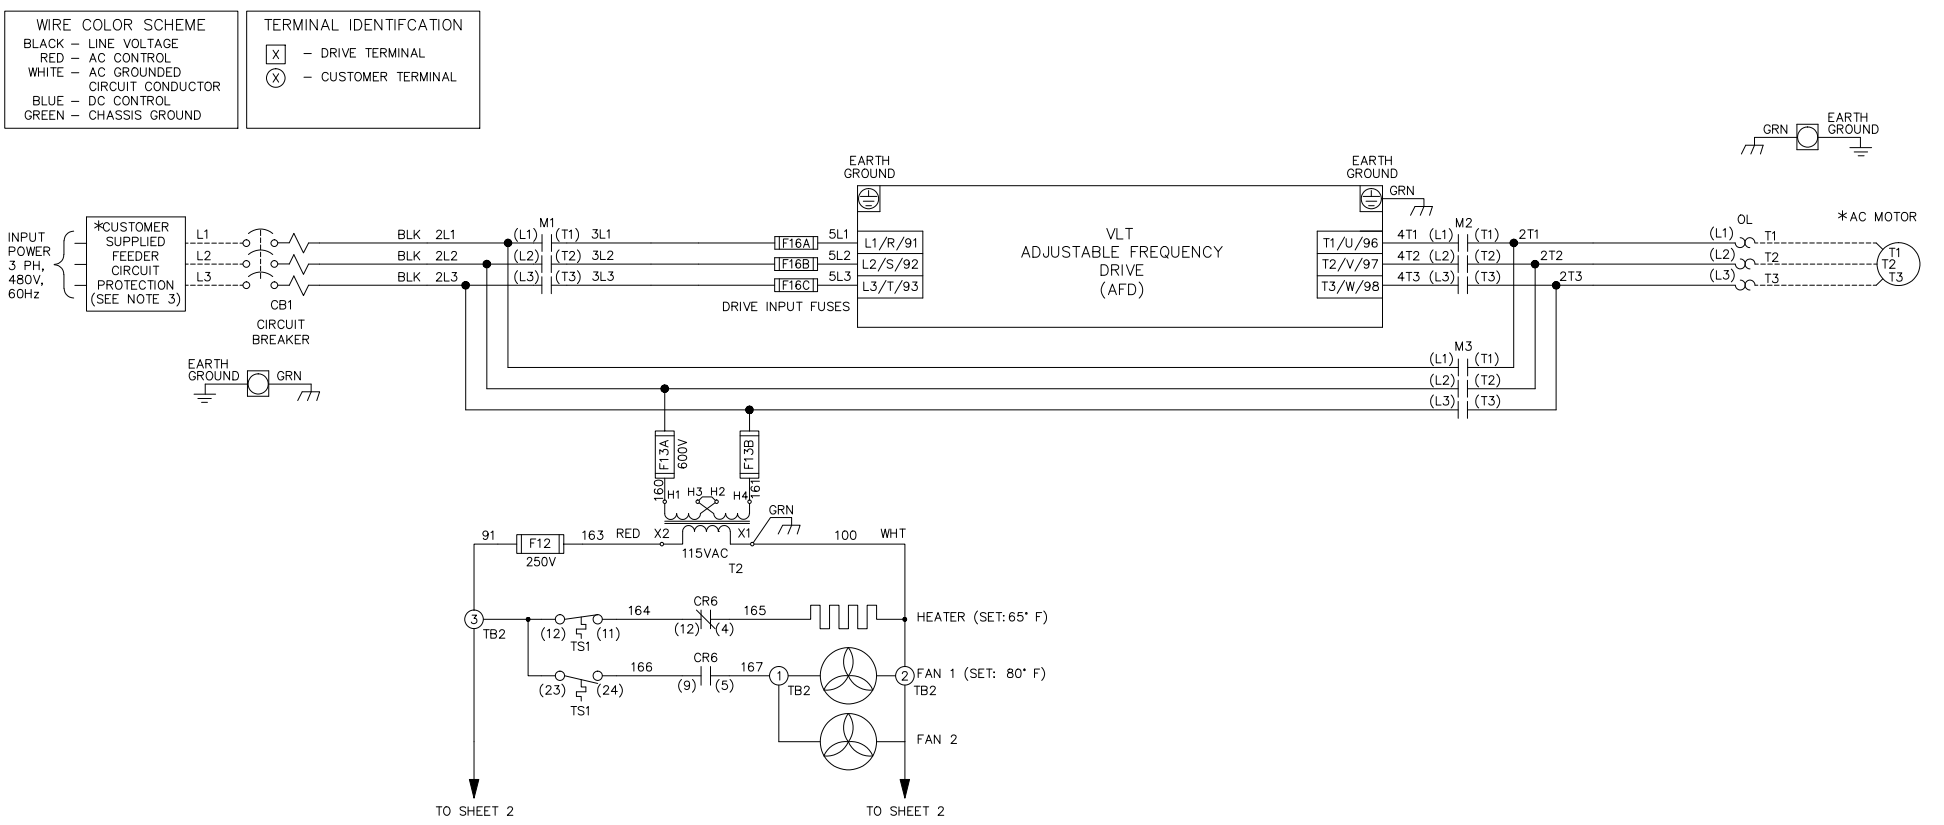 WIRE COLOR SCHEME
BLACK – LINE VOLTAGE
RED – AC CONTROL
WHITE – AC GROUNDED
CIRCUIT CONDUCTOR
BLUE – DC CONTROL
GREEN – CHASSIS GROUND
TERMINAL IDENTIFCATION
X – DRIVE TERMINAL
X – CUSTOMER TERMINAL
GRN
EARTH
GROUND
EARTH
GROUND
EARTH
GROUND
GRN
INPUT
POWER
3 PH,
480V,
60Hz
*CUSTOMER
SUPPLIED
FEEDER
CIRCUIT
PROTECTION
(SEE NOTE 3)
L1
L2
L3
CB1
CIRCUIT
BREAKER
BLK 2L1
BLK 2L2
BLK 2L3
M1
(L1) (T1) 3L1
(L2) (T2) 3L2
(L3) (T3) 3L3
F16A 5L1
F16B 5L2
F16C 5L3
DRIVE INPUT FUSES
L1/R/91
L2/S/92
L3/T/93
VLT
ADJUSTABLE FREQUENCY
DRIVE
(AFD)
T1/U/96
T2/V/97
T3/W/98
M2
4T1 (L1) (T1) 2T1
4T2 (L2) (T2) 2T2
4T3 (L3) (T3) 2T3
OL
(L1) T1
(L2) T2
(L3) T3
*AC MOTOR
T1
T2
T3
M3
(L1) (T1)
(L2) (T2)
(L3) (T3)
EARTH
GROUND GRN
F13A
600V
F13B
160
161
H1 H3 H2 H4
GRN
91 F12 163 RED X2 X1 100 WHT
250V
115VAC
T2
3
TB2
(12) (11)
TS1
164
CR6
(12) (4)
165
HEATER (SET:65° F)
(23) (24)
TS1
166
CR6
(9) (5)
167
1
TB2
2
TB2
FAN 1 (SET: 80° F)
FAN 2
TO SHEET 2
TO SHEET 2